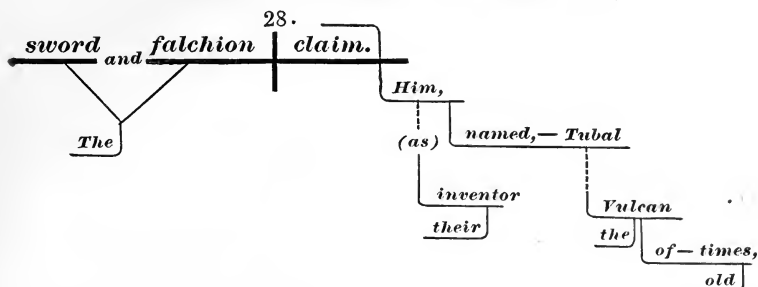 28.
sword and falchion claim.
Him,
The
(as) named,— Tubal
inventor
their
Vulcan
the
of — times,
old